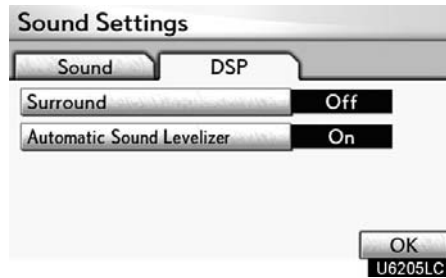 Sound Settings
Sound DSP
Surround Off
Automatic Sound Levelizer On
OK
U6205LC